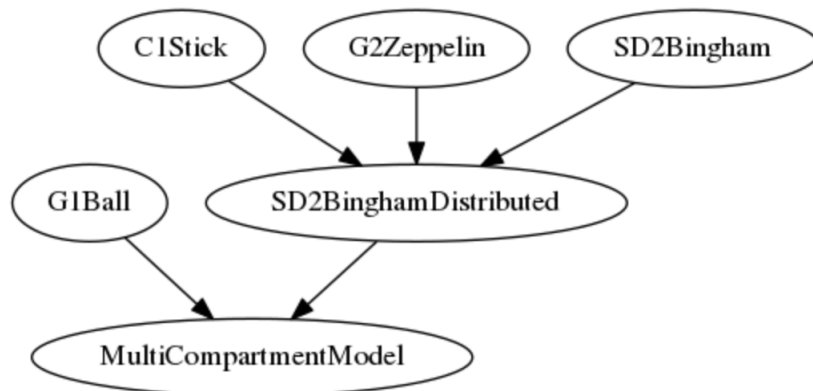 C1Stick
G2Zeppelin
SD2Bingham
G1Ball
SD2BinghamDistributed
MultiCompartmentModel